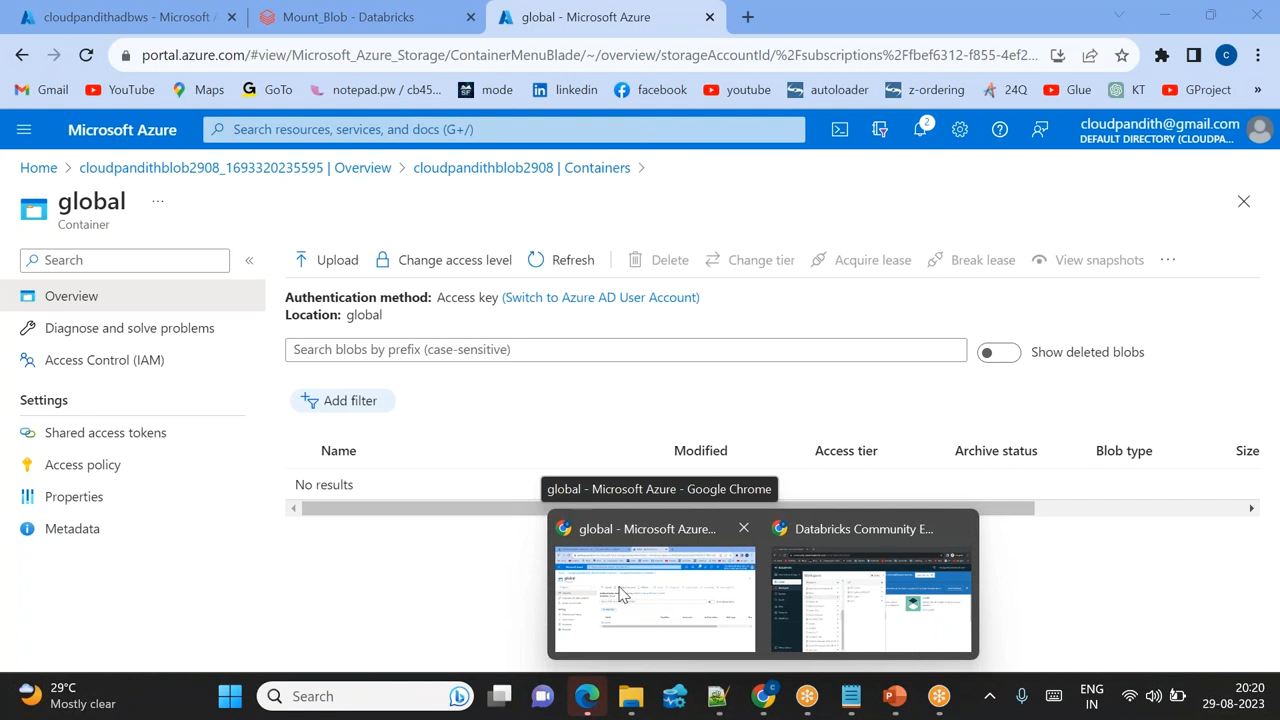 cloudpandithadbws - Microsoft A
Mount_Blob - Databricks
global - Microsoft Azure
portal.azure.com/#view/Microsoft_Azure_Storage/ContainerMenuBlade/~/overview/storageAccountId/%2Fsubscriptions%2Ffbef6312-f855-4ef2...
C
Gmail
YouTube
Maps
GoTo
notepad.pw / cb45...
mode
linkedin
facebook
autoloader
youtube
z-ordering
24Q
Glue
KT
GProject
»
Microsoft Azure
Search resources, services, and docs (G+/)
2
cloudpandith@gmail.com
DEFAULT DIRECTORY (CLOUDPA...
Home > cloudpandithblob2908_1693320235595 | Overview > cloudpandithblob2908 | Containers >
global ...
Container
Search
«
Upload
Change access level
Refresh
Delete
Change tier
Acquire lease
Break lease
View snapshots
...
Overview
Diagnose and solve problems
Access Control (IAM)
Settings
Shared access tokens
Access policy
Properties
Metadata
Authentication method: Access key (Switch to Azure AD User Account)
Location: global
Search blobs by prefix (case-sensitive)
Show deleted blobs
Add filter
Name
Modified
Access tier
Archive status
Blob type
Size
No results
global - Microsoft Azure - Google Chrome
global - Microsoft Azure...
Databricks Community E...
29°C
Mostly clear
Search
ENG
IN
20:20
29-08-2023